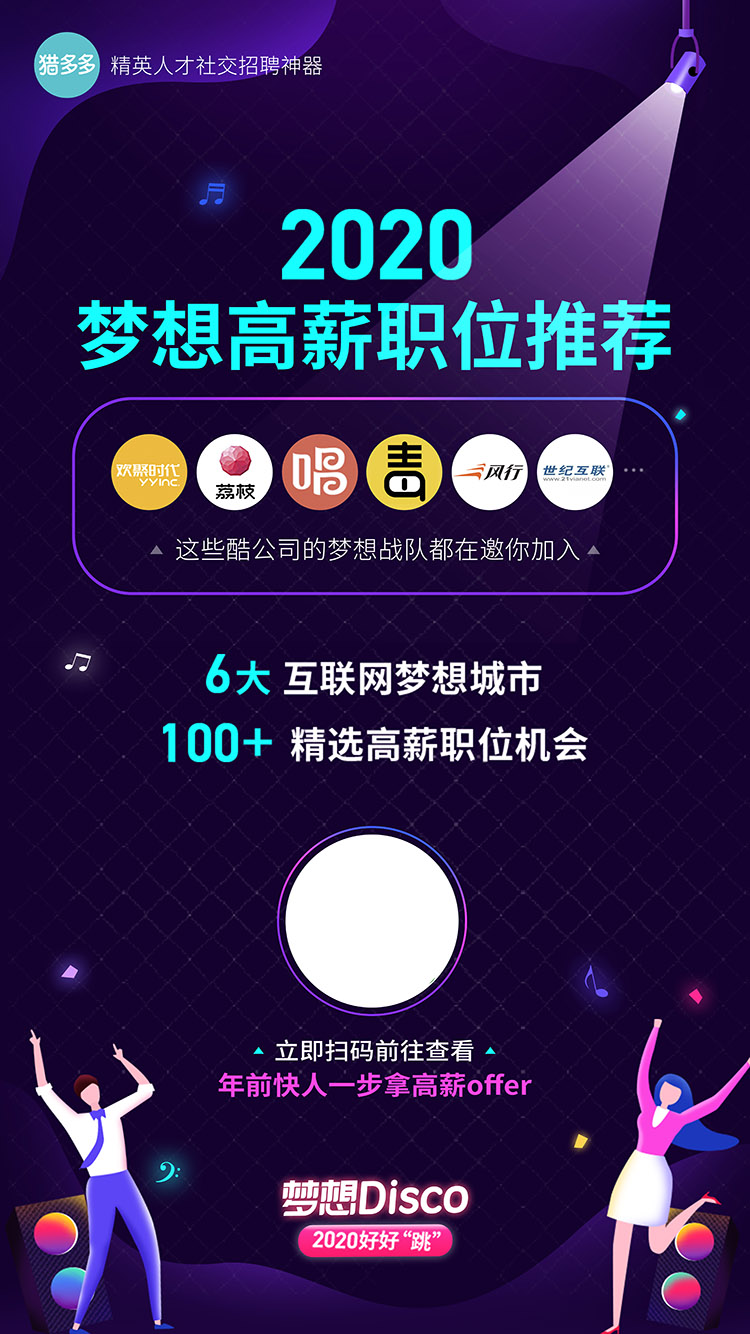 猎多多 精英人才社交招聘神器
2020
梦想高薪职位推荐
欢聚时代
YY Inc.
荔枝
唱
风行
世纪互联
www.21vianet.com
...
这些酷公司的梦想战队都在邀你加入
6大 互联网梦想城市
100+ 精选高薪职位机会
立即扫码前往查看
年前快人一步拿高薪offer
梦想Disco
2020好好“跳”